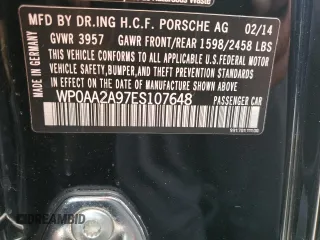 MFD BY DR.ING H.C.F. PORSCHE AG 02/14
GVWR 3957 GAWR FRONT/REAR 1598/2458 LBS
THIS VEHICLE CONFORMS TO ALL APPLICABLE
U.S.FEDERAL MOTOR
VEHICLE SAFETY, BUMPER, AND THEFT PREVENTION STANDARDS
IN EFFECT ON THE DATE OF MANUFACTURE SHOWN ABOVE
WP0AA2A97ES107648
PASSENGER CAR
MADE IN GERMANY
DREAMBID